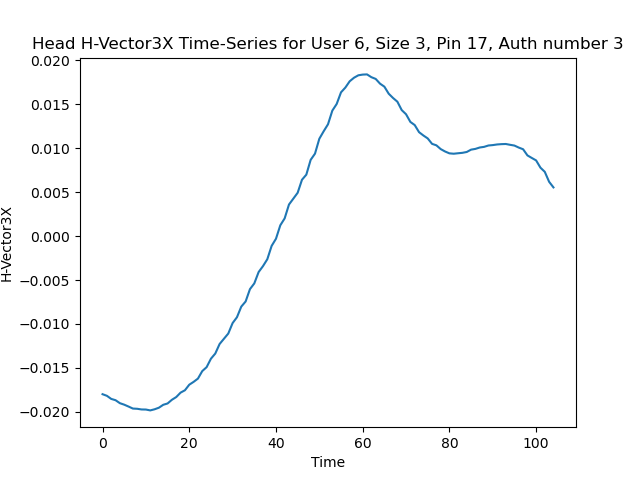 Head H-Vector3X Time-Series for User 6, Size 3, Pin 17, Auth number 3
0.020
0.015
0.010
0.005
0.000
−0.005
−0.010
−0.015
−0.020
H-Vector3X
0 20 40 60 80 100
Time